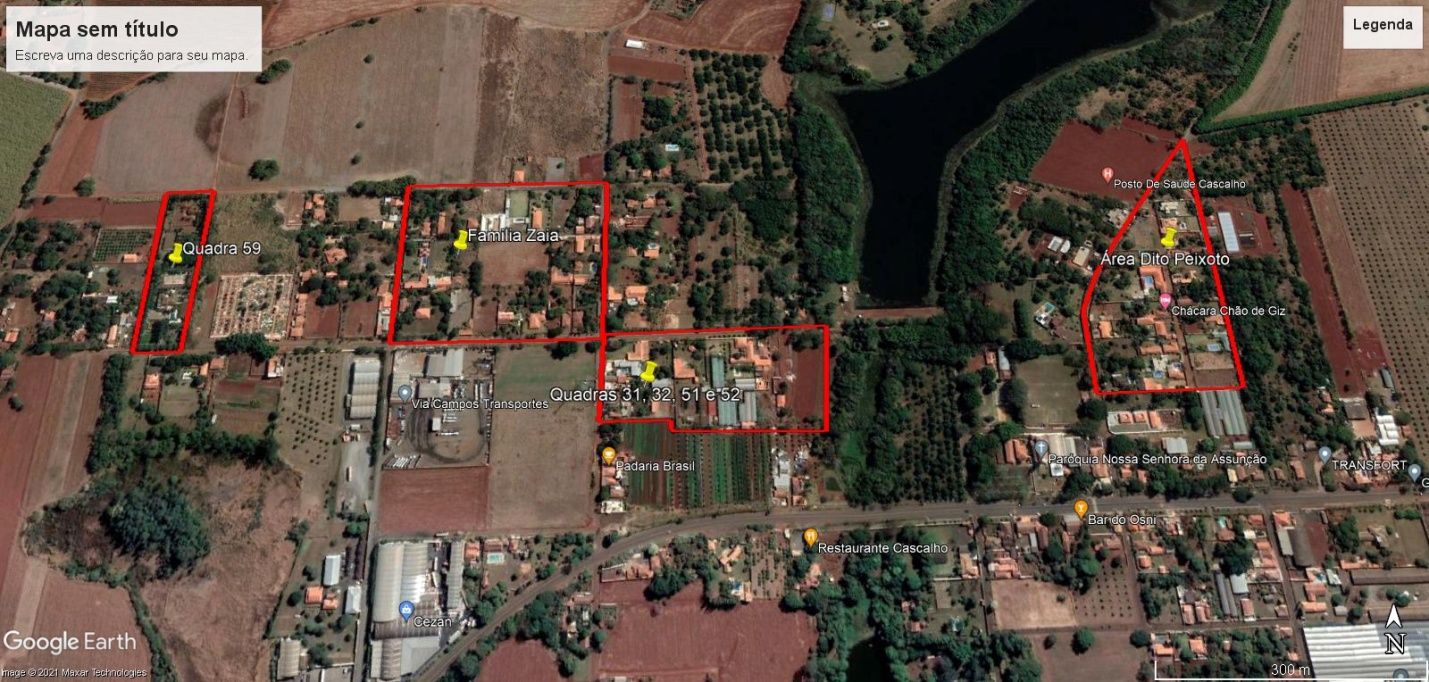 Mapa sem título
Escreva uma descrição para seu mapa.
Legenda
Posto De Saúde Cascalho
Quadra 59
Familia Zaia
Área Dito Peixoto
Chácara Chão de Giz
Quadras 31, 32, 51 e 52
Via Campos Transportes
Padaria Brasil
Paróquia Nossa Senhora da Assunção
TRANSFORT
G
Bar do Osni
Restaurante Cascalho
Cezan
Google Earth
N
300 m
Image © 2021 Maxar Technologies